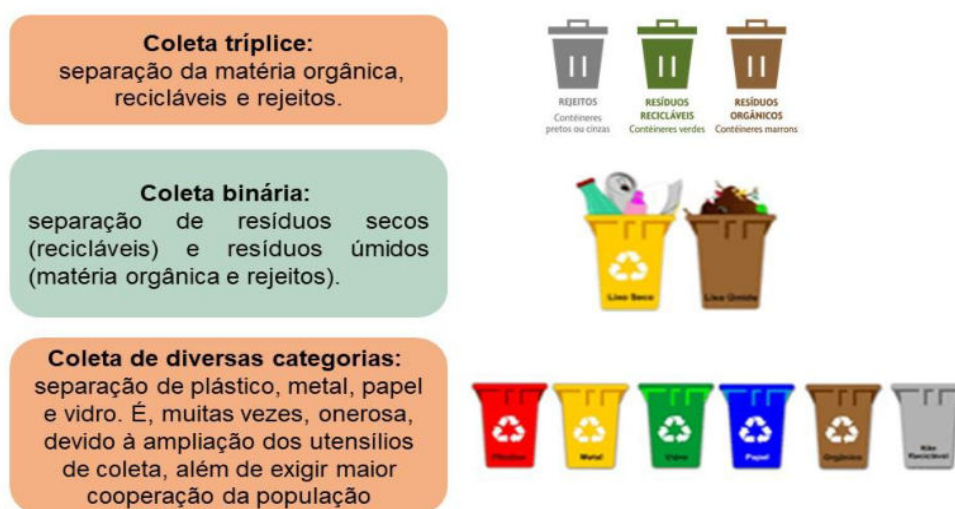 Coleta tríplice:
separação da matéria orgânica,
recicláveis e rejeitos.
REJEITOS
Contêineres
pretos ou cinzas
RESÍDUOS
RECICLÁVEIS
Contêineres verdes
RESÍDUOS
ORGÂNICOS
Contêineres marrons
Coleta binária:
separação de resíduos secos
(recicláveis) e resíduos úmidos
(matéria orgânica e rejeitos).
Lixo Seco
Lixo Úmido
Coleta de diversas categorias:
separação de plástico, metal, papel
e vidro. É, muitas vezes, onerosa,
devido à ampliação dos utensílios
de coleta, além de exigir maior
cooperação da população
Metal
Vidro
Papel
Orgânico
Não
Reciclável